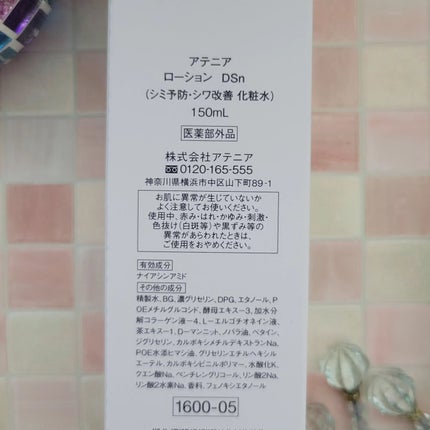 アテニア
ローション　DSn
(シミ予防・シワ改善 化粧水)
150mL
医薬部外品
株式会社アテニア
0120-165-555
神奈川県横浜市中区山下町89-1
お肌に異常が生じていないか
よく注意してお使いください。
使用中、赤み・はれ・かゆみ・刺激・
色抜け(白斑等)や黒ずみ等の
異常があらわれたときは、
ご使用をおやめください。
有効成分
ナイアシンアミド
その他の成分
精製水、BG、濃グリセリン、DPG、エタノール、P
OEメチルグルコシド、酵母エキス-3、加水分
解コラーゲン液-4、L-エルゴチオネイン液、
茶エキス-1、D-マンニット、ノバラ油、ベタイン、
ジグリセリン、カルボキシメチルデキストランNa、
POE水添ヒマシ油、グリセリンエチルヘキシル
エーテル、カルボキシビニルポリマー、水酸化K、
クエン酸Na、ペンチレングリコール、リン酸2Na、
リン酸2水素Na、香料、フェノキシエタノール
1600-05